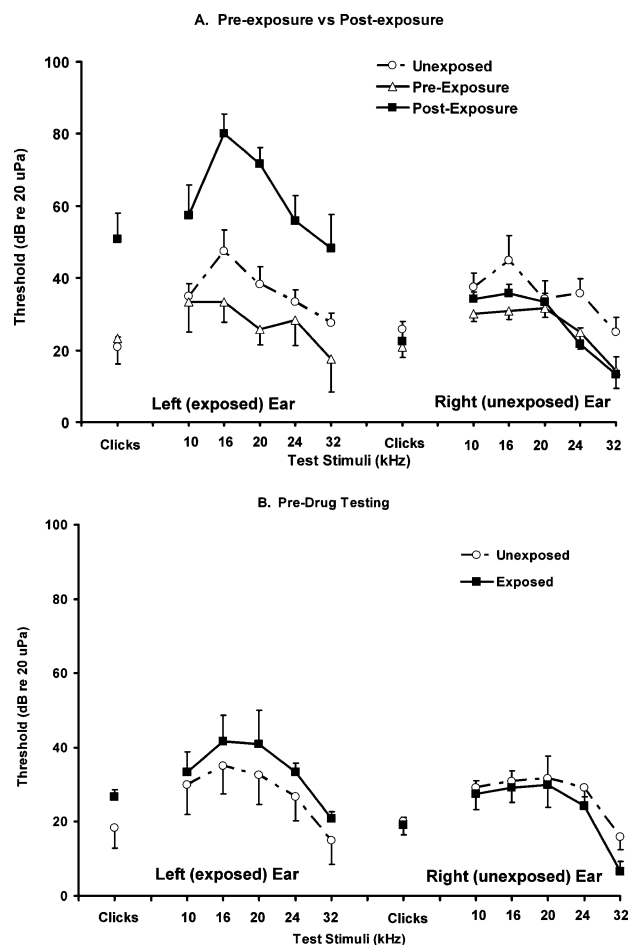 A. Pre-exposure vs Post-exposure
100
80
60
40
20
0
Threshold (dB re 20 uPa)
Unexposed
Pre-Exposure
Post-Exposure
Left (exposed) Ear
Right (unexposed) Ear
Clicks 10 16 20 24 32 Clicks 10 16 20 24 32
Test Stimuli (kHz)
B. Pre-Drug Testing
100
80
60
40
20
0
Threshold (dB re 20 uPa)
Unexposed
Exposed
Left (exposed) Ear
Right (unexposed) Ear
Clicks 10 16 20 24 32 Clicks 10 16 20 24 32
Test Stimuli (kHz)